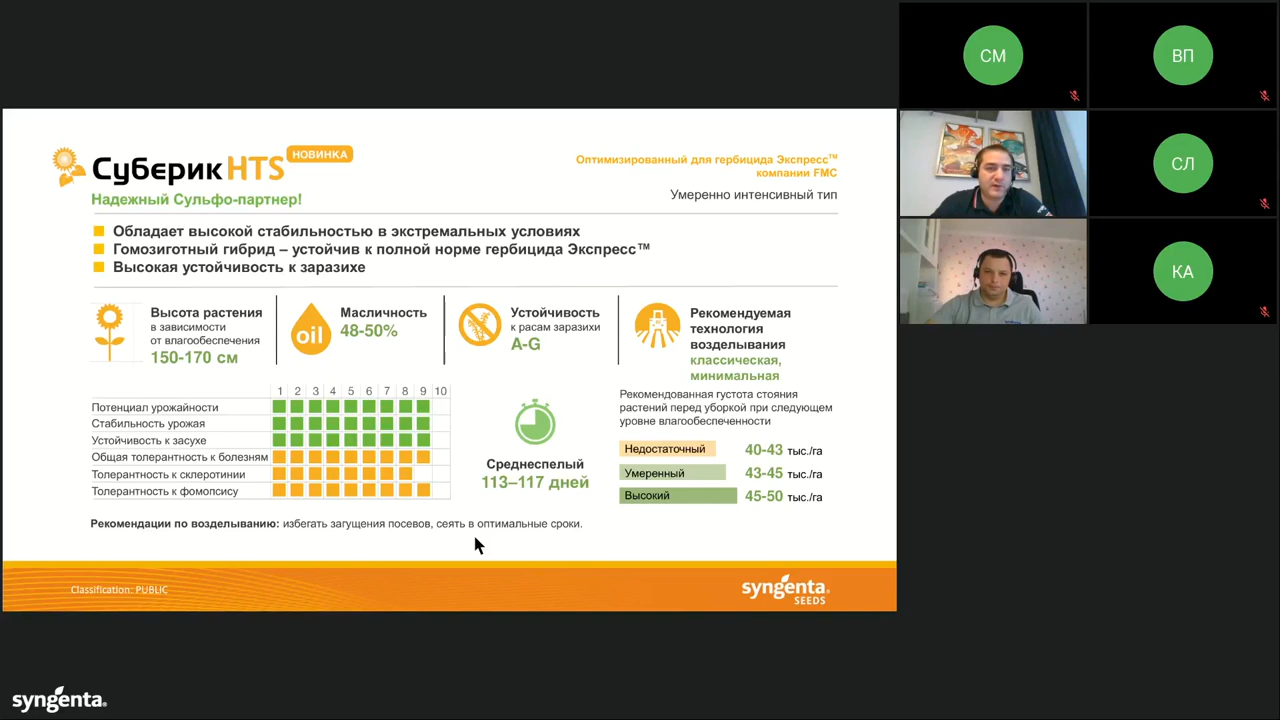 Суберик HTS НОВИНКА
Надежный Сульфо-партнер!
Оптимизированный для гербицида Экспресс™
компании FMC
Умеренно интенсивный тип
Обладает высокой стабильностью в экстремальных условиях
Гомозиготный гибрид – устойчив к полной норме гербицида Экспресс™
Высокая устойчивость к заразихе
Высота растения
в зависимости
от влагообеспечения
150-170 см
oil
Масличность
48-50%
Устойчивость
к расам заразихи
A-G
Рекомендуемая
технология
возделывания
классическая,
минимальная
1 2 3 4 5 6 7 8 9 10
Потенциал урожайности
Стабильность урожая
Устойчивость к засухе
Общая толерантность к болезням
Толерантность к склеротинии
Толерантность к фомопсису
Среднеспелый
113–117 дней
Рекомендованная густота стояния
растений перед уборкой при следующем
уровне влагообеспеченности
Недостаточный 40-43 тыс./га
Умеренный 43-45 тыс./га
Высокий 45-50 тыс./га
Рекомендации по возделыванию: избегать загущения посевов, сеять в оптимальные сроки.
Classification: PUBLIC
syngenta
SEEDS
syngenta
СМ
ВП
СЛ
КА